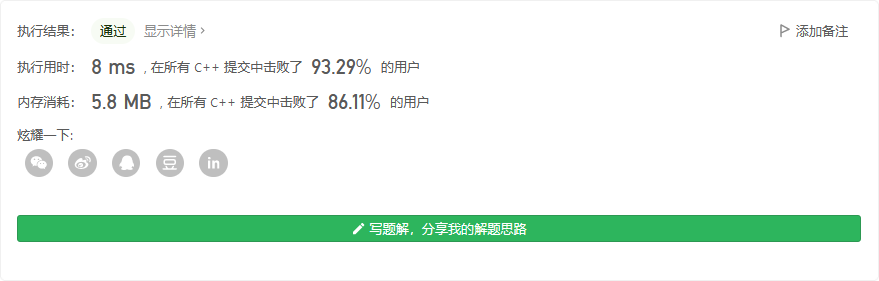 执行结果： 通过 显示详情 › 添加备注
执行用时： 8 ms , 在所有 C++ 提交中击败了 93.29% 的用户
内存消耗： 5.8 MB , 在所有 C++ 提交中击败了 86.11% 的用户
炫耀一下:
豆 in
写题解，分享我的解题思路